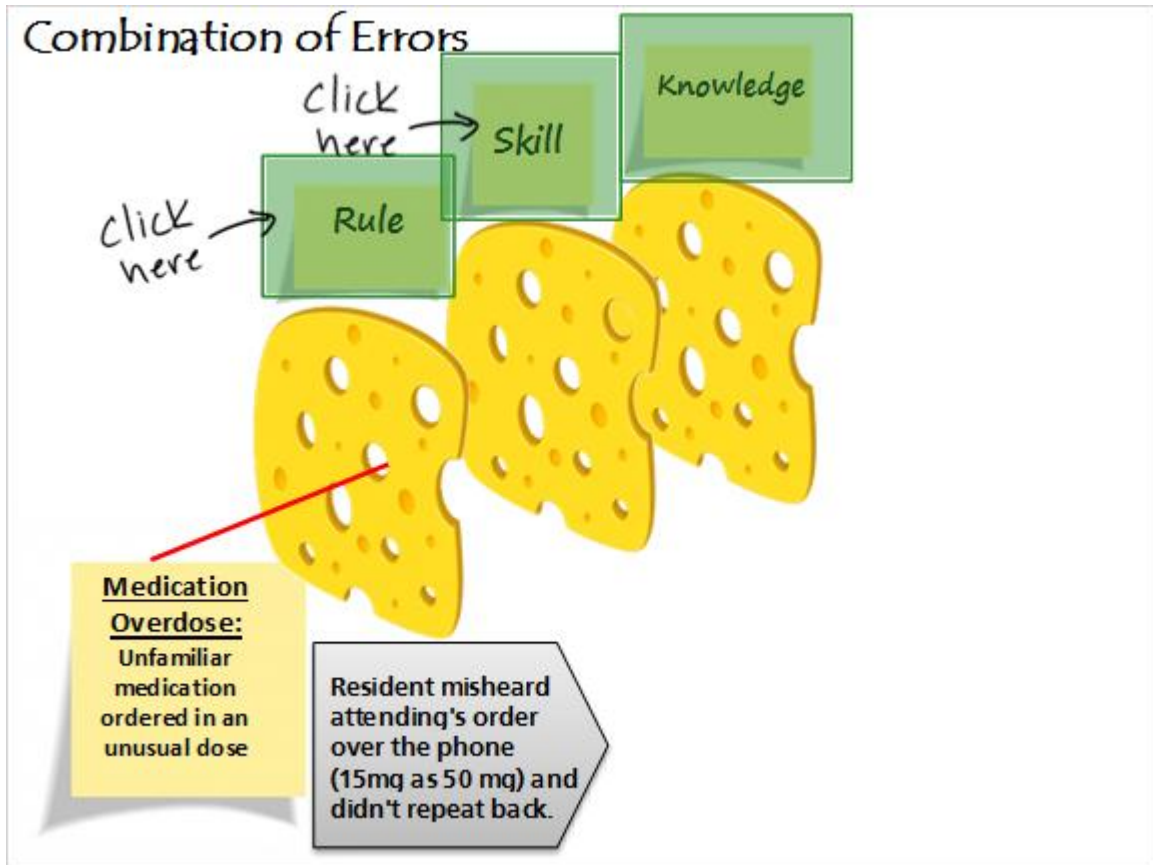 Combination of Errors
Knowledge
click
here
Skill
click
here
Rule
Medication
Overdose:
Unfamiliar
medication
ordered in an
unusual dose
Resident misheard
attending's order
over the phone
(15mg as 50 mg) and
didn't repeat back.